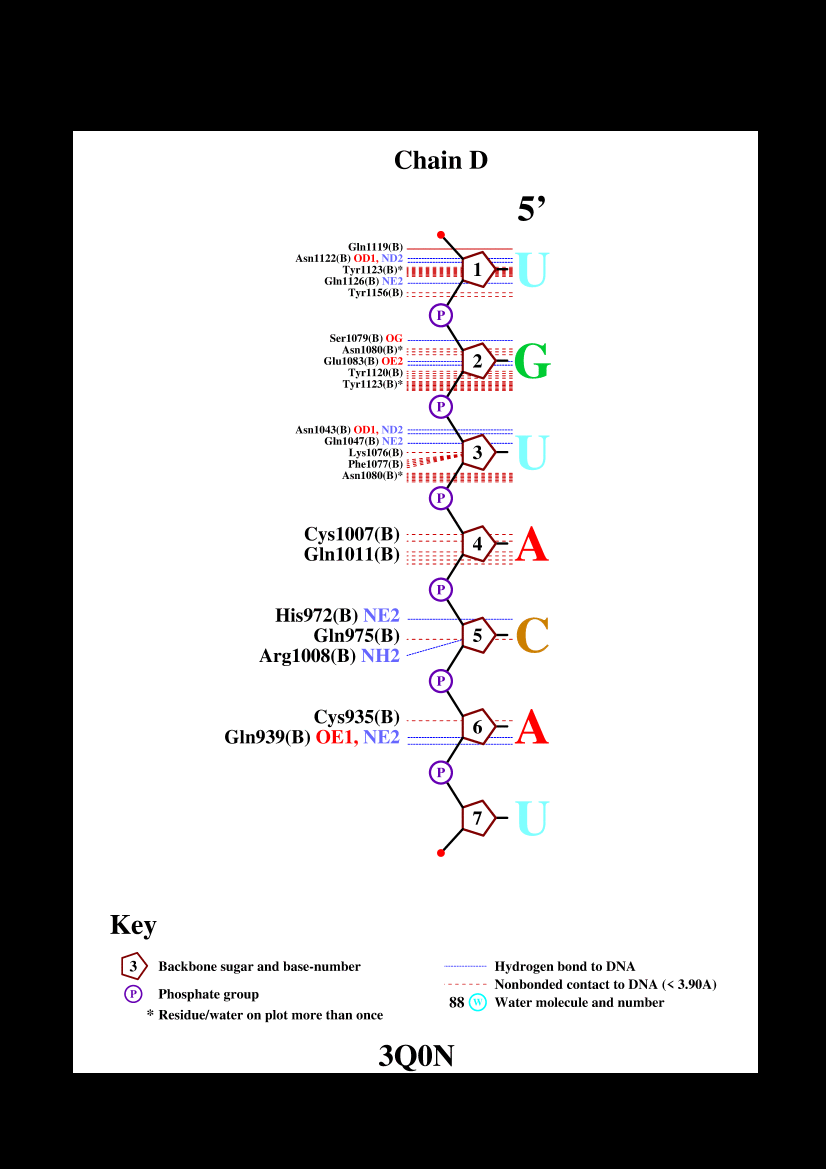 Chain D
5’
Gln1119(B)
Asn1122(B) OD1, ND2
Tyr1123(B)*
Gln1126(B) NE2
Tyr1156(B)
1 U
P
Ser1079(B) OG
Asn1080(B)*
Glu1083(B) OE2
Tyr1120(B)
Tyr1123(B)*
2 G
P
Asn1043(B) OD1, ND2
Gln1047(B) NE2
Lys1076(B)
Phe1077(B)
Asn1080(B)*
3 U
P
Cys1007(B)
Gln1011(B)
4 A
P
His972(B) NE2
Gln975(B)
Arg1008(B) NH2
5 C
P
Cys935(B)
Gln939(B) OE1, NE2
6 A
P
7 U
Key
3 Backbone sugar and base-number
P Phosphate group
* Residue/water on plot more than once
Hydrogen bond to DNA
Nonbonded contact to DNA (< 3.90A)
88 W Water molecule and number
3Q0N